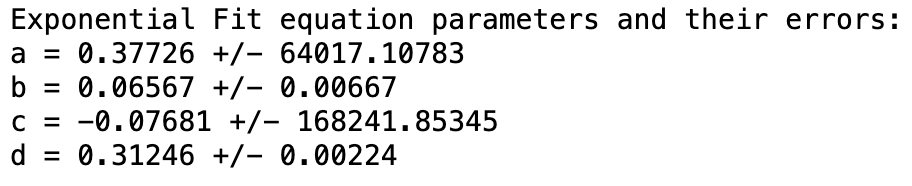 Exponential Fit equation parameters and their errors:
a = 0.37726 +/- 64017.10783
b = 0.06567 +/- 0.00667
c = -0.07681 +/- 168241.85345
d = 0.31246 +/- 0.00224